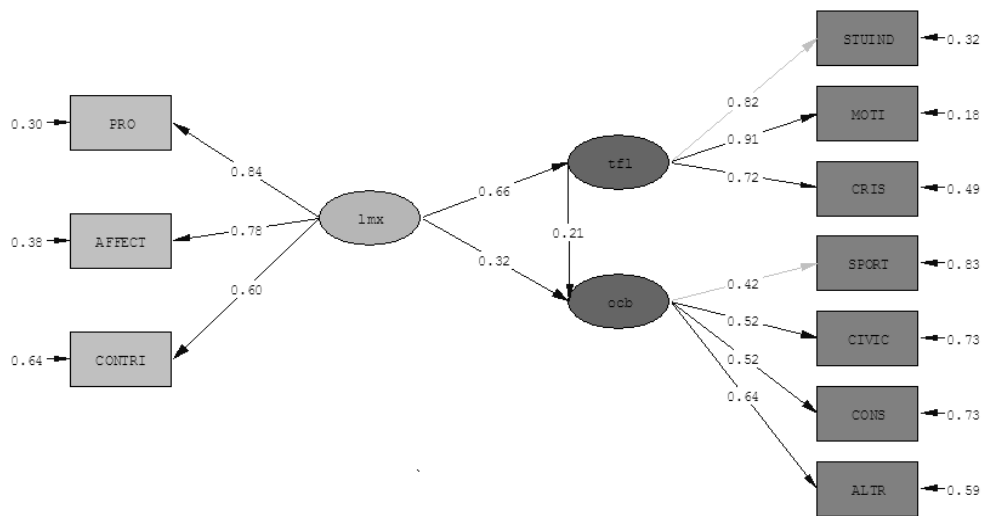 STUIND
0.32
0.82
MOTI
0.18
0.91
CRIS
0.49
0.72
tfl
0.30
PRO
0.84
0.38
AFFECT
0.78
0.64
CONTRI
0.60
lmx
0.66
0.32
0.21
ocb
SPORT
0.83
0.42
CIVIC
0.73
0.52
CONS
0.73
0.52
ALTR
0.59
0.64